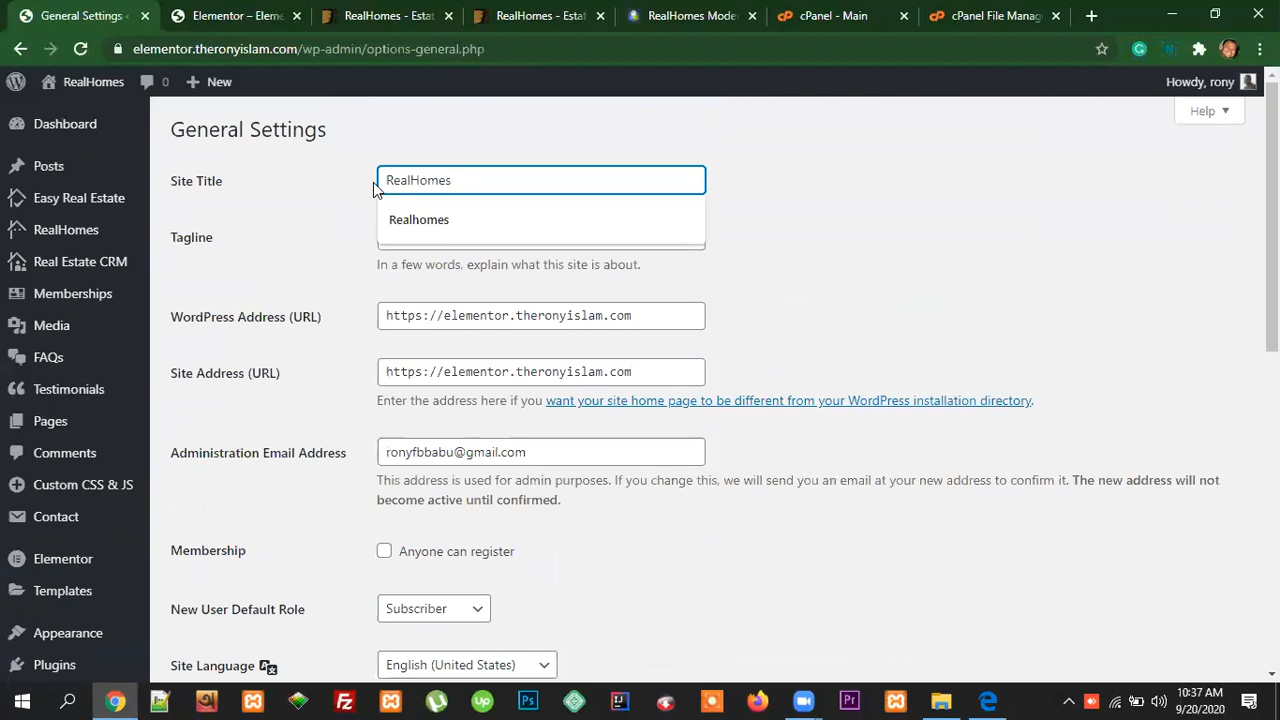 General Settings ‹
Elementor – Eleme
RealHomes - Estat
RealHomes - Estat
RealHomes Moder
cPanel - Main
cPanel File Manag
elementor.theronyislam.com/wp-admin/options-general.php
RealHomes
0
New
Howdy, rony
Help
Dashboard
Posts
Easy Real Estate
RealHomes
Real Estate CRM
Memberships
Media
FAQs
Testimonials
Pages
Comments
Custom CSS & JS
Contact
Elementor
Templates
Appearance
Plugins
General Settings
Site Title
RealHomes
Realhomes
Tagline
In a few words, explain what this site is about.
WordPress Address (URL)
https://elementor.theronyislam.com
Site Address (URL)
https://elementor.theronyislam.com
Enter the address here if you want your site home page to be different from your WordPress installation directory.
Administration Email Address
ronyfbbabu@gmail.com
This address is used for admin purposes. If you change this, we will send you an email at your new address to confirm it. The new address will not
become active until confirmed.
Membership
Anyone can register
New User Default Role
Subscriber
Site Language
English (United States)
10:37 AM
9/20/2020